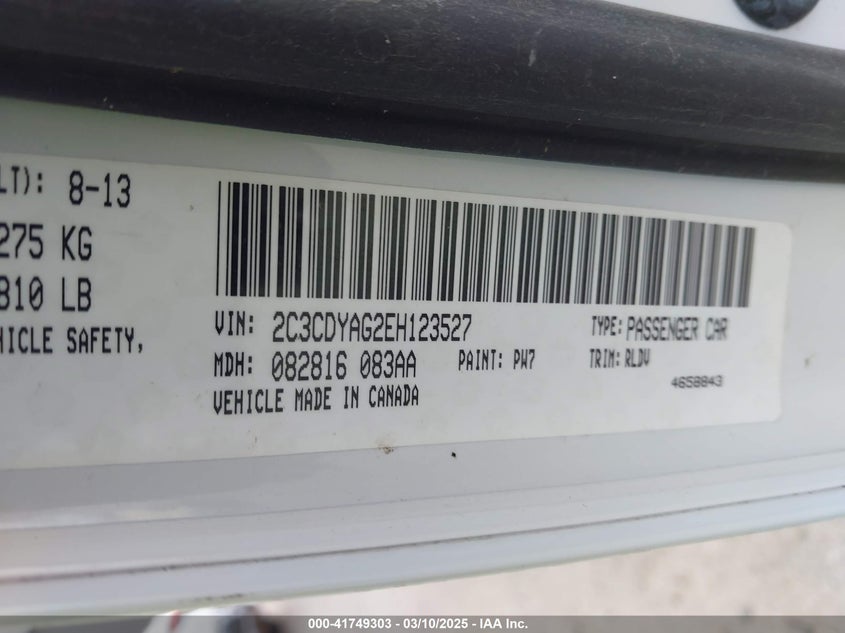 LT): 8-13
275 KG
810 LB
HICLE SAFETY,
VIN: 2C3CDYAG2EH123527 TYPE: PASSENGER CAR
MDH: 082816 083AA PAINT: PW7 TRIM: RLDV
VEHICLE MADE IN CANADA 4658843
000-41749303 - 03/10/2025 - IAA Inc.